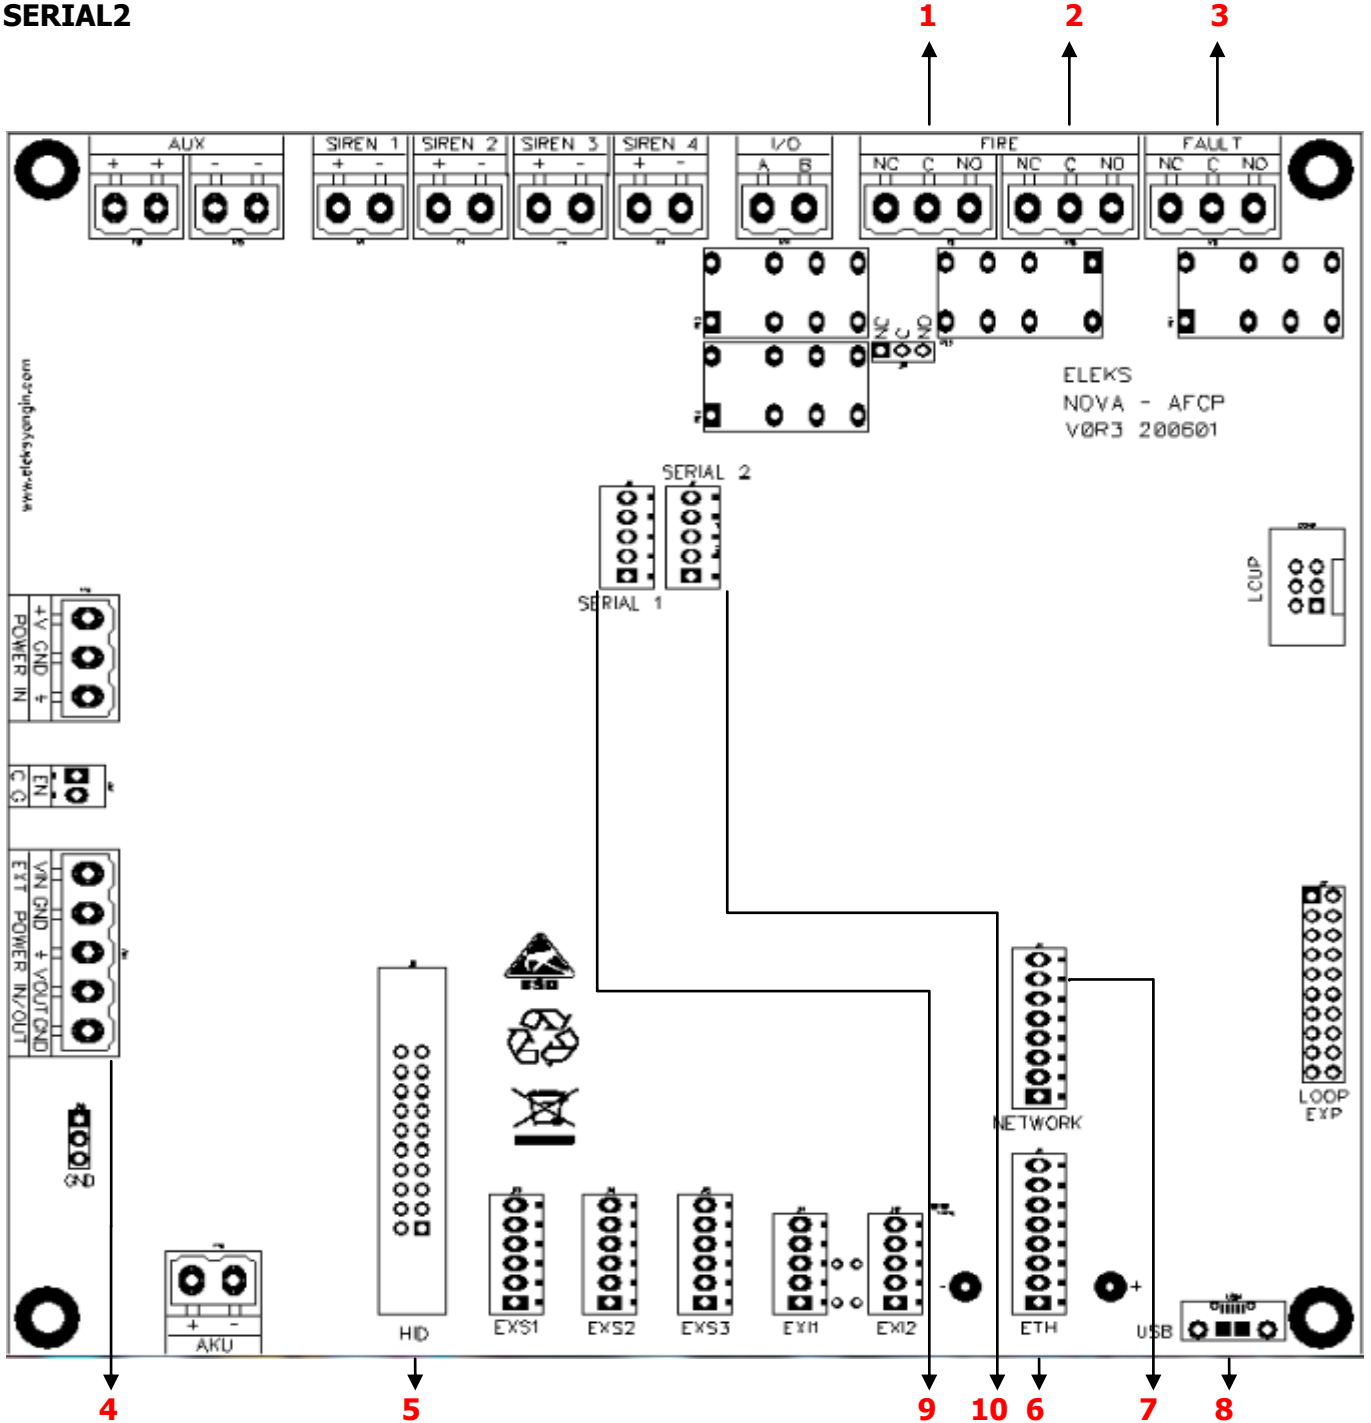 SERIAL2
1 2 3
AUX SIREN 1 SIREN 2 SIREN 3 SIREN 4 I/O FIRE FAULT
+ + - - + - + - + - + - A B NC C NO NC C NO NC C NO
NC C NO
ELEKS
NOVA - AFCP
V0R3 200601
www.eleksyangin.com
SERIAL 2
SERIAL 1
LCUP
+V GND +
POWER IN
EN
C G
VIN GND + VOUT GND
EXT POWER IN/OUT
ESD
NETWORK
LOOP
EXP
GND
- +
+ -
AKU
HID
EXS1 EXS2 EXS3 EXI1 EXI2 ETH USB
4 5 9 10 6 7 8